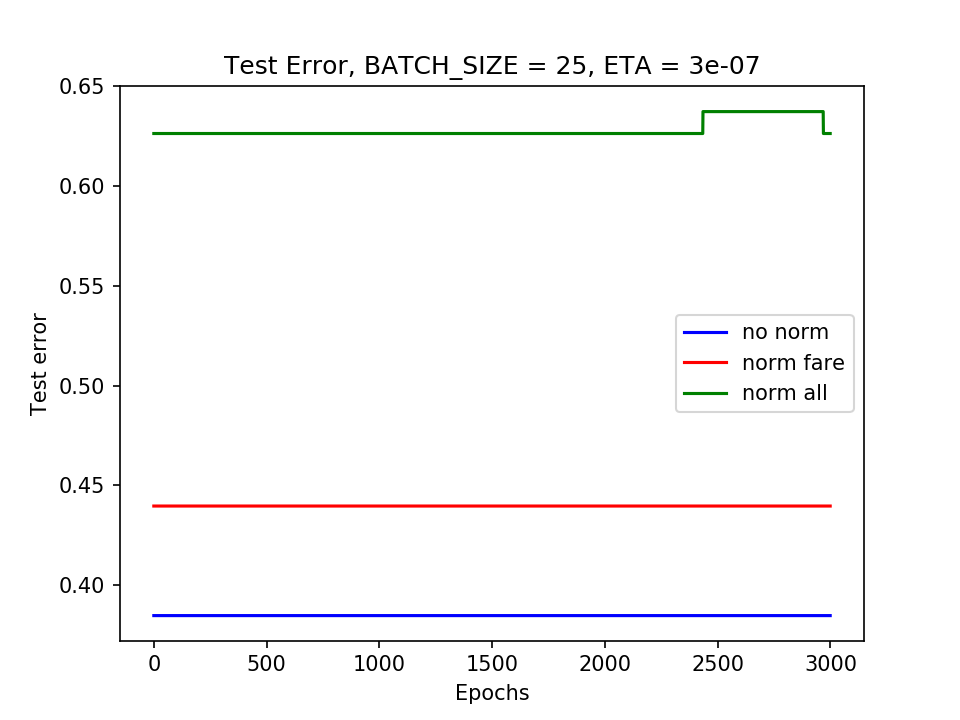 Test Error, BATCH_SIZE = 25, ETA = 3e-07
0.65
0.60
0.55
0.50
0.45
0.40
Test error
no norm
norm fare
norm all
0 500 1000 1500 2000 2500 3000
Epochs